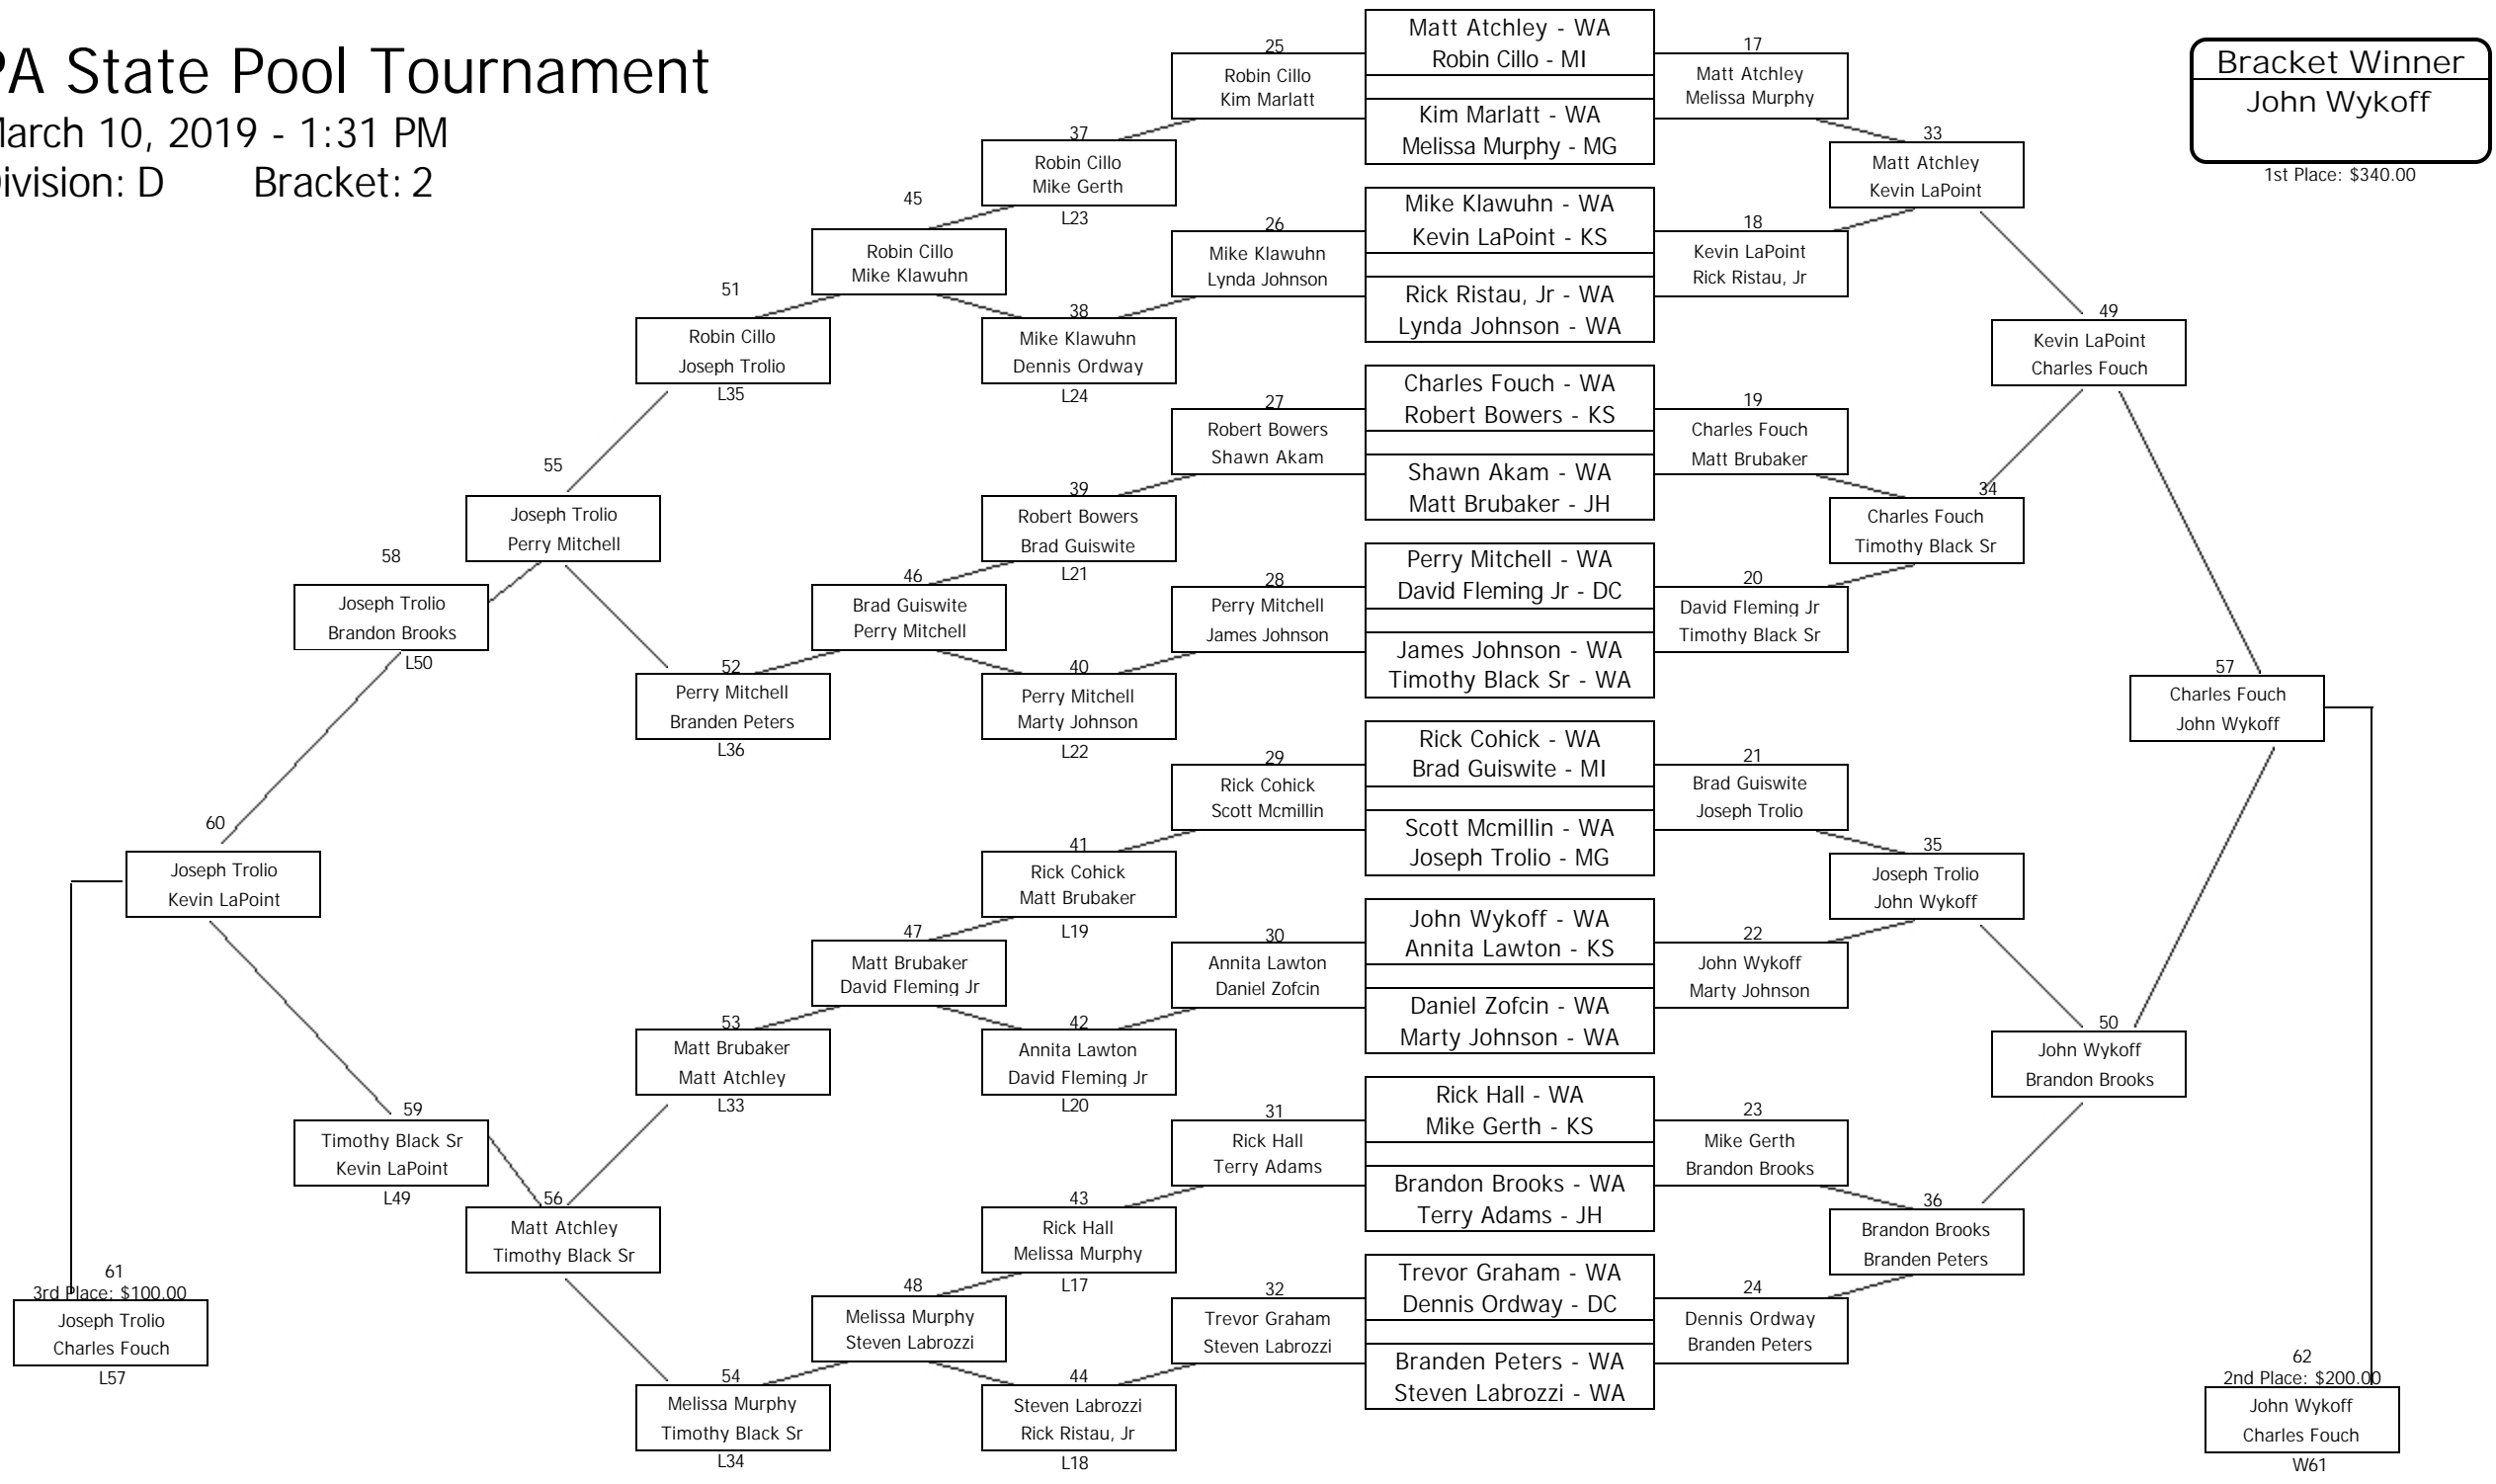 PA State Pool Tournament
March 10, 2019 - 1:31 PM
Division: D Bracket: 2
Bracket Winner
John Wykoff
1st Place: $340.00
Matt Atchley - WA
Robin Cillo - MI
Kim Marlatt - WA
Melissa Murphy - MG
Mike Klawuhn - WA
Kevin LaPoint - KS
Rick Ristau, Jr - WA
Lynda Johnson - WA
Charles Fouch - WA
Robert Bowers - KS
Shawn Akam - WA
Matt Brubaker - JH
Perry Mitchell - WA
David Fleming Jr - DC
James Johnson - WA
Timothy Black Sr - WA
Rick Cohick - WA
Brad Guiswite - MI
Scott Mcmillin - WA
Joseph Trolio - MG
John Wykoff - WA
Annita Lawton - KS
Daniel Zofcin - WA
Marty Johnson - WA
Rick Hall - WA
Mike Gerth - KS
Brandon Brooks - WA
Terry Adams - JH
Trevor Graham - WA
Dennis Ordway - DC
Branden Peters - WA
Steven Labrozzi - WA
17
Matt Atchley
Melissa Murphy
18
Kevin LaPoint
Rick Ristau, Jr
19
Charles Fouch
Matt Brubaker
20
David Fleming Jr
Timothy Black Sr
21
Brad Guiswite
Joseph Trolio
22
John Wykoff
Marty Johnson
23
Mike Gerth
Brandon Brooks
24
Dennis Ordway
Branden Peters
25
Robin Cillo
Kim Marlatt
26
Mike Klawuhn
Lynda Johnson
27
Robert Bowers
Shawn Akam
28
Perry Mitchell
James Johnson
29
Rick Cohick
Scott Mcmillin
30
Annita Lawton
Daniel Zofcin
31
Rick Hall
Terry Adams
32
Trevor Graham
Steven Labrozzi
33
Matt Atchley
Kevin LaPoint
34
Charles Fouch
Timothy Black Sr
35
Joseph Trolio
John Wykoff
36
Brandon Brooks
Branden Peters
37
Robin Cillo
Mike Gerth
L23
38
Mike Klawuhn
Dennis Ordway
L24
39
Robert Bowers
Brad Guiswite
L21
40
Perry Mitchell
Marty Johnson
L22
41
Rick Cohick
Matt Brubaker
L19
42
Annita Lawton
David Fleming Jr
L20
43
Rick Hall
Melissa Murphy
L17
44
Steven Labrozzi
Rick Ristau, Jr
L18
45
Robin Cillo
Mike Klawuhn
46
Brad Guiswite
Perry Mitchell
47
Matt Brubaker
David Fleming Jr
48
Melissa Murphy
Steven Labrozzi
49
Kevin LaPoint
Charles Fouch
50
John Wykoff
Brandon Brooks
51
Robin Cillo
Joseph Trolio
L35
52
Perry Mitchell
Branden Peters
L36
53
Matt Brubaker
Matt Atchley
L33
54
Melissa Murphy
Timothy Black Sr
L34
55
Joseph Trolio
Perry Mitchell
56
Matt Atchley
Timothy Black Sr
57
Charles Fouch
John Wykoff
58
Joseph Trolio
Brandon Brooks
L50
59
Timothy Black Sr
Kevin LaPoint
L49
60
Joseph Trolio
Kevin LaPoint
61
3rd Place: $100.00
Joseph Trolio
Charles Fouch
L57
62
2nd Place: $200.00
John Wykoff
Charles Fouch
W61